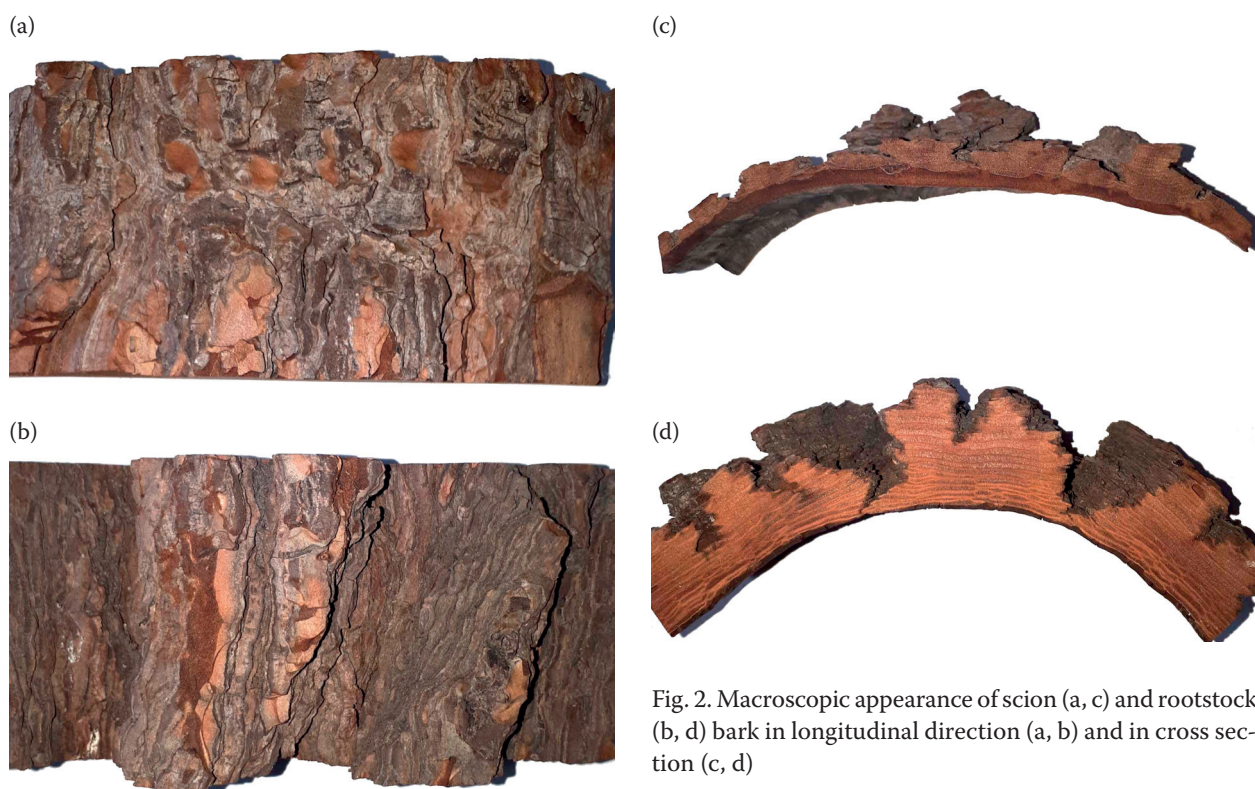 (a)
(c)
(b)
(d)
Fig. 2. Macroscopic appearance of scion (a, c) and rootstock
(b, d) bark in longitudinal direction (a, b) and in cross sec-
tion (c, d)